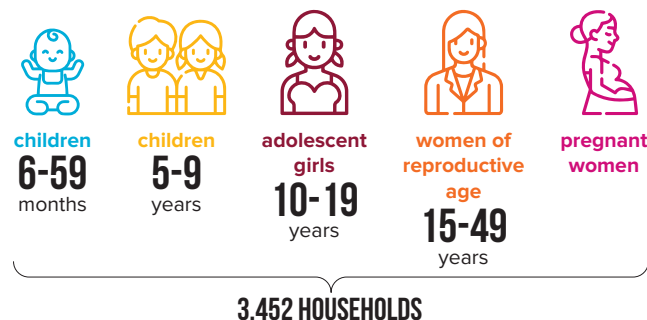 children
6-59
months
children
5-9
years
adolescent
girls
10-19
years
women of
reproductive
age
15-49
years
pregnant
women
3,452 HOUSEHOLDS